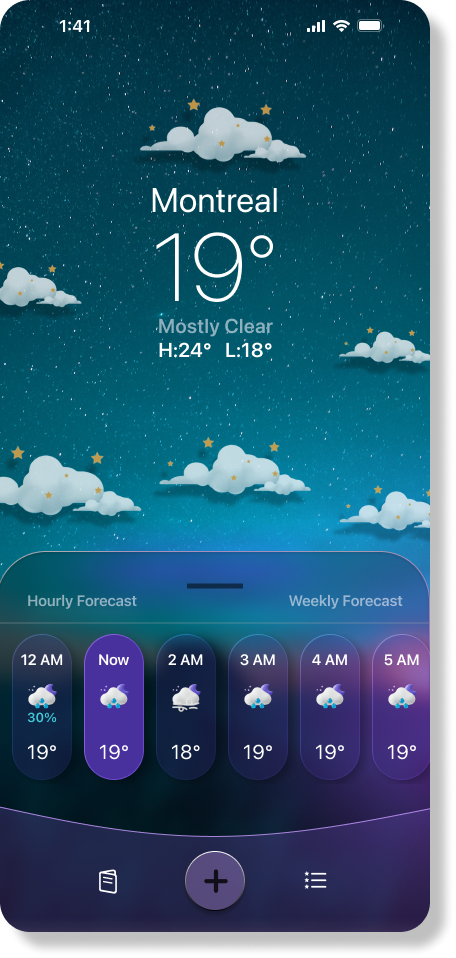 1:41
Montreal
19°
Mostly Clear
H:24° L:18°
Hourly Forecast Weekly Forecast
12 AM Now 2 AM 3 AM 4 AM 5 AM
30%
19° 19° 18° 19° 19° 19°